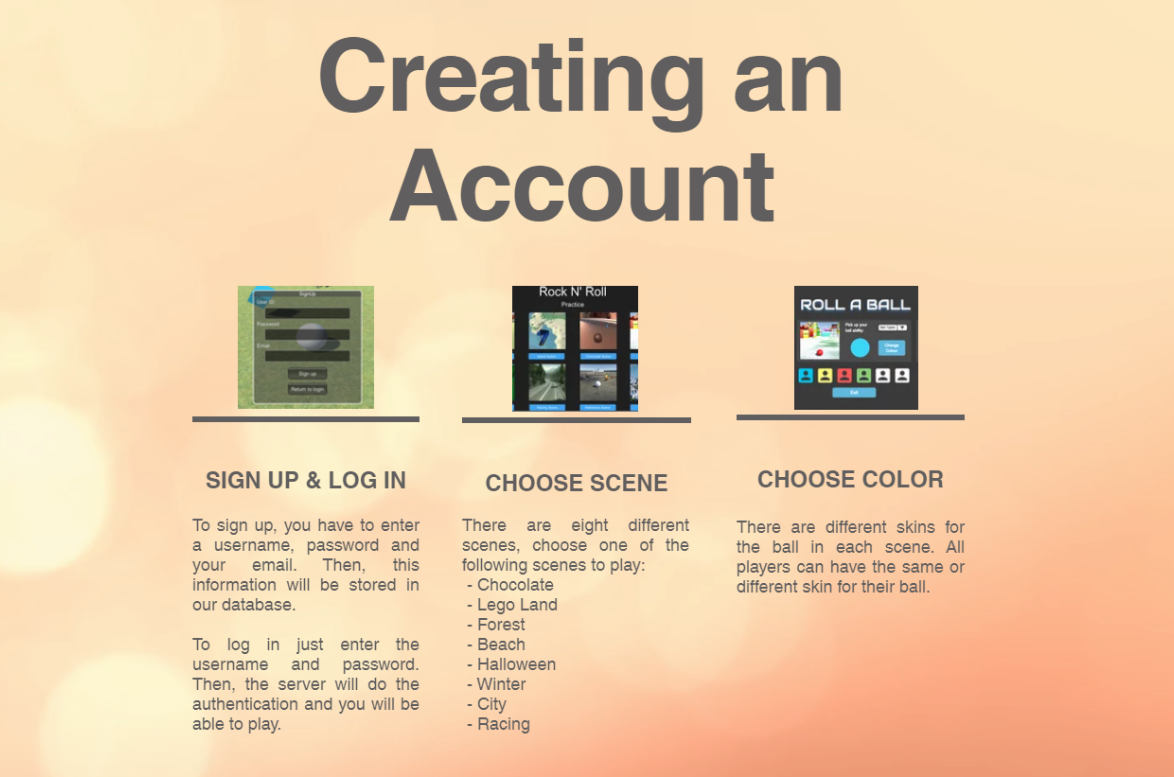 Creating an
Account
SignUp
User ID
Password
Email
Sign up
Return to login
Rock N' Roll
Practice
ROLL A BALL
Pick up your
ball ability:
Change
Colour
Exit
SIGN UP & LOG IN
To sign up, you have to enter
a username, password and
your email. Then, this
information will be stored in
our database.
To log in just enter the
username and password.
Then, the server will do the
authentication and you will be
able to play.
CHOOSE SCENE
There are eight different
scenes, choose one of the
following scenes to play:
- Chocolate
- Lego Land
- Forest
- Beach
- Halloween
- Winter
- City
- Racing
CHOOSE COLOR
There are different skins for
the ball in each scene. All
players can have the same or
different skin for their ball.